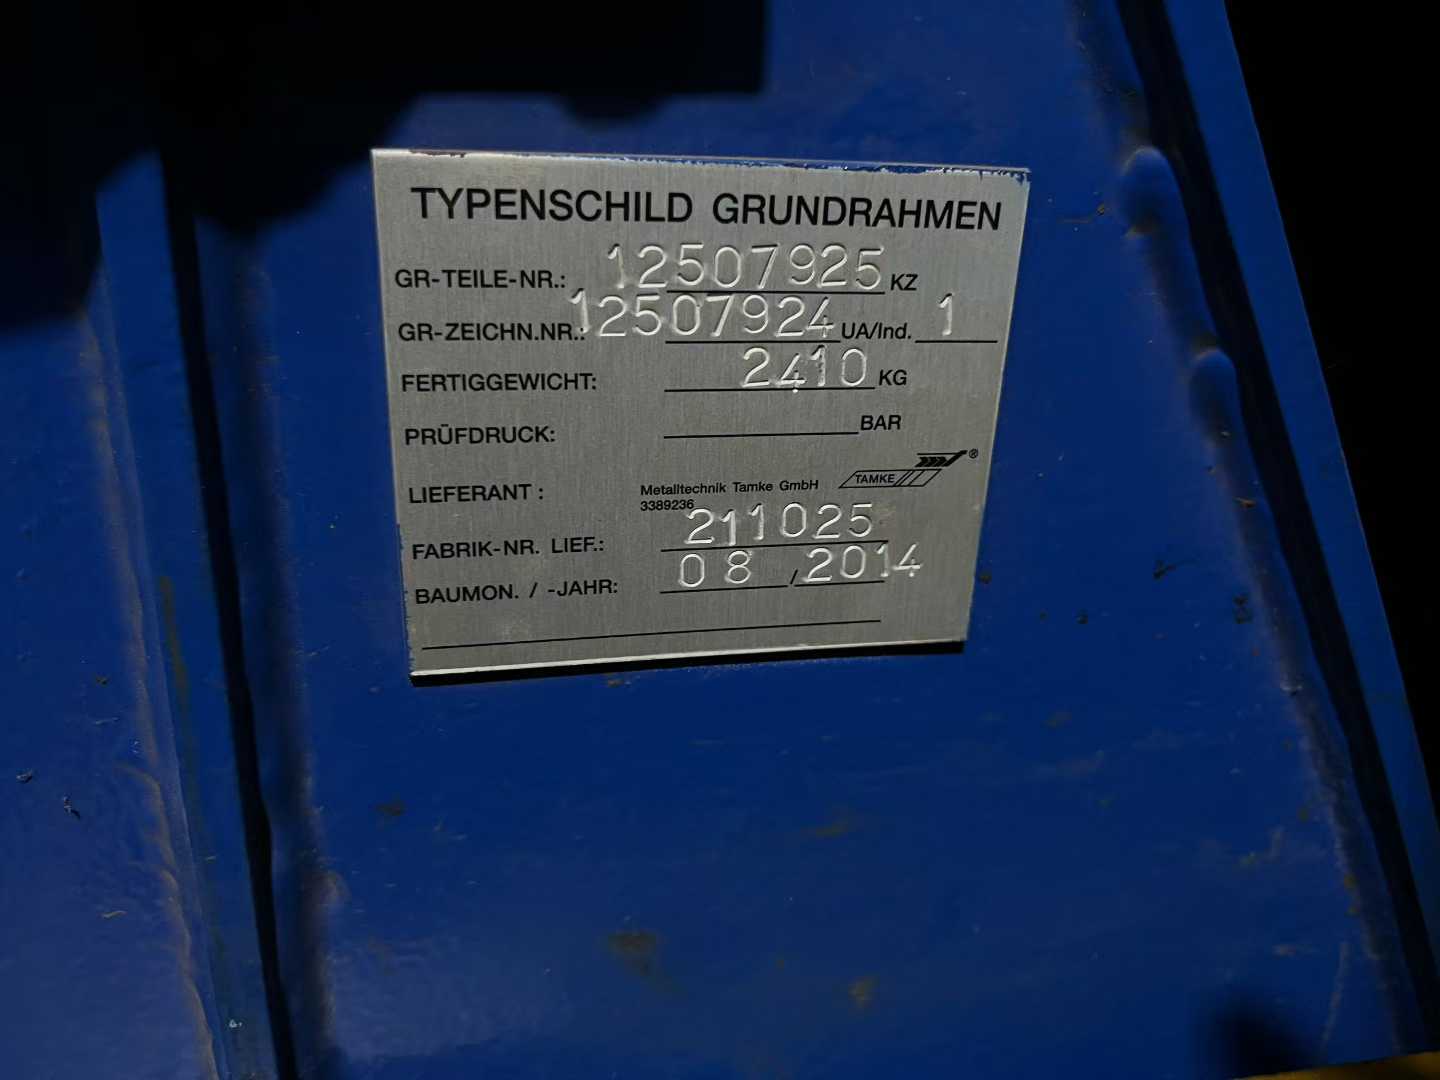 TYPENSCHILD GRUNDRAHMEN
GR-TEILE-NR.: 12507925 KZ
GR-ZEICHN.NR.: 12507924 UA/Ind. 1
FERTIGGEWICHT: 2410 KG
PRÜFDRUCK: BAR
LIEFERANT : Metalltechnik Tamke GmbH TAMKE ®
3389236
FABRIK-NR. LIEF.: 211025
BAUMON. / -JAHR: 08 / 2014